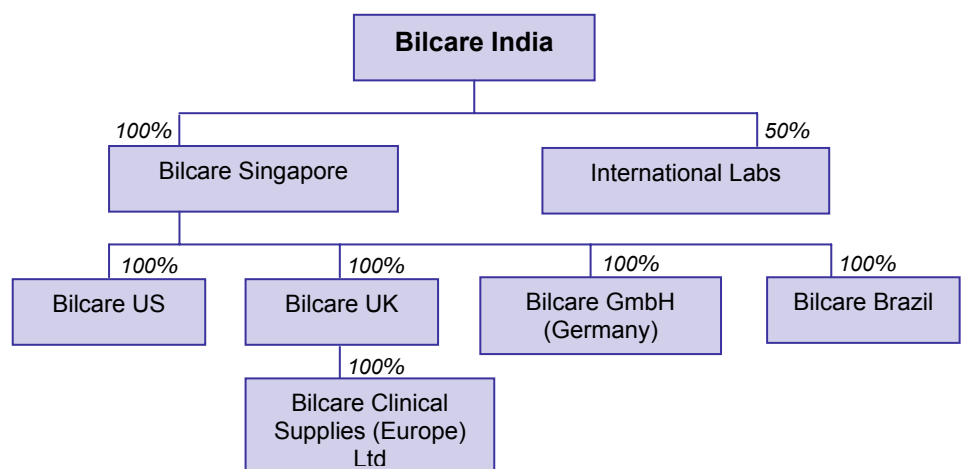 Bilcare India
100%
50%
Bilcare Singapore
International Labs
100%
100%
100%
100%
Bilcare US
Bilcare UK
Bilcare GmbH
(Germany)
Bilcare Brazil
100%
Bilcare Clinical
Supplies (Europe)
Ltd